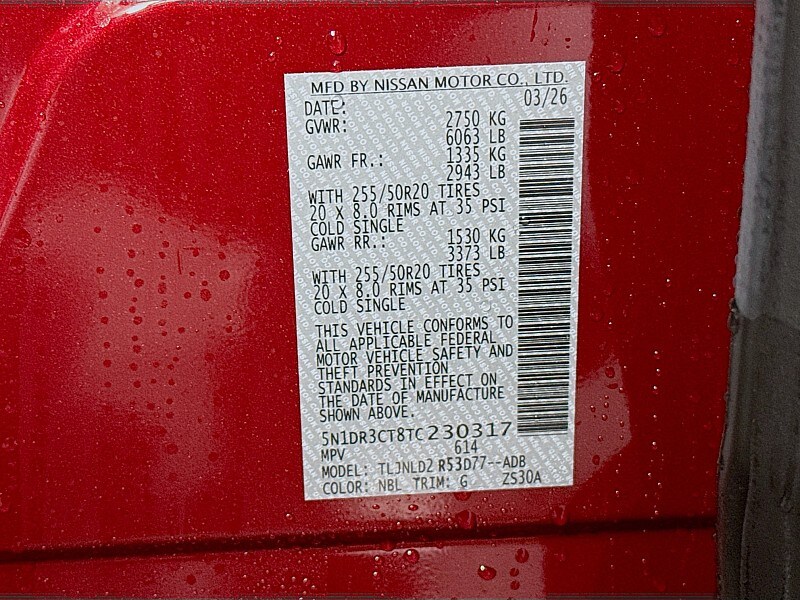 MFD BY NISSAN MOTOR CO., LTD.
DATE: 03/26
GVWR: 2750 KG
6063 LB
GAWR FR.: 1335 KG
2943 LB
WITH 255/50R20 TIRES
20 X 8.0 RIMS AT 35 PSI
COLD SINGLE
GAWR RR.: 1530 KG
3373 LB
WITH 255/50R20 TIRES
20 X 8.0 RIMS AT 35 PSI
COLD SINGLE
THIS VEHICLE CONFORMS TO
ALL APPLICABLE FEDERAL
MOTOR VEHICLE SAFETY AND
THEFT PREVENTION
STANDARDS IN EFFECT ON
THE DATE OF MANUFACTURE
SHOWN ABOVE.
5N1DR3CT8TC230317
MPV 614
MODEL: TLJNLD2 R53D77--ADB
COLOR: NBL TRIM: G ZS30A